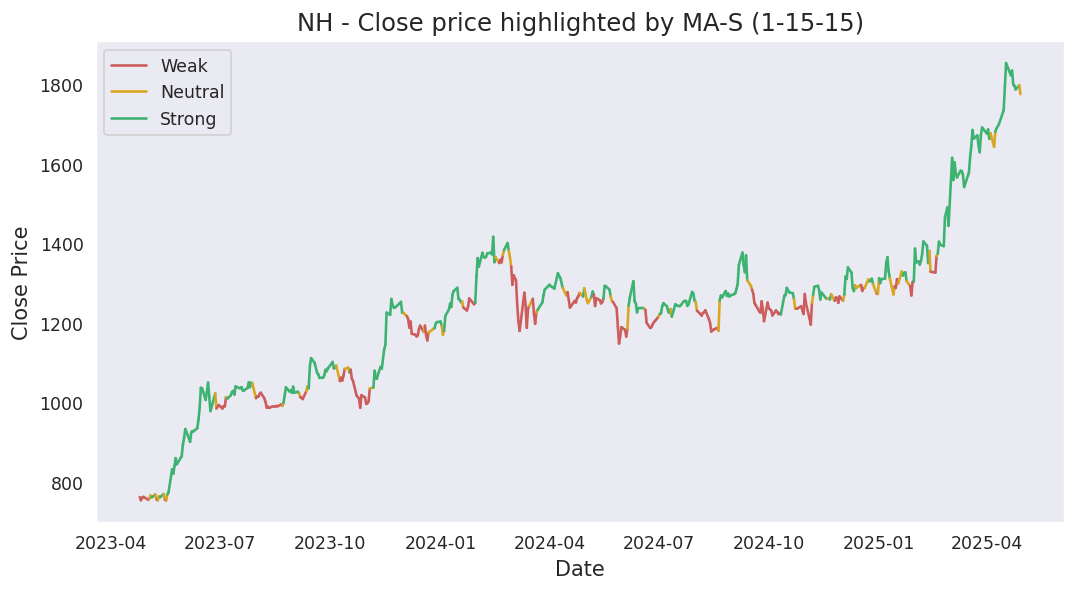 NH - Close price highlighted by MA-S (1-15-15)
Weak
Neutral
Strong
Close Price
1800
1600
1400
1200
1000
800
2023-04 2023-07 2023-10 2024-01 2024-04 2024-07 2024-10 2025-01 2025-04
Date